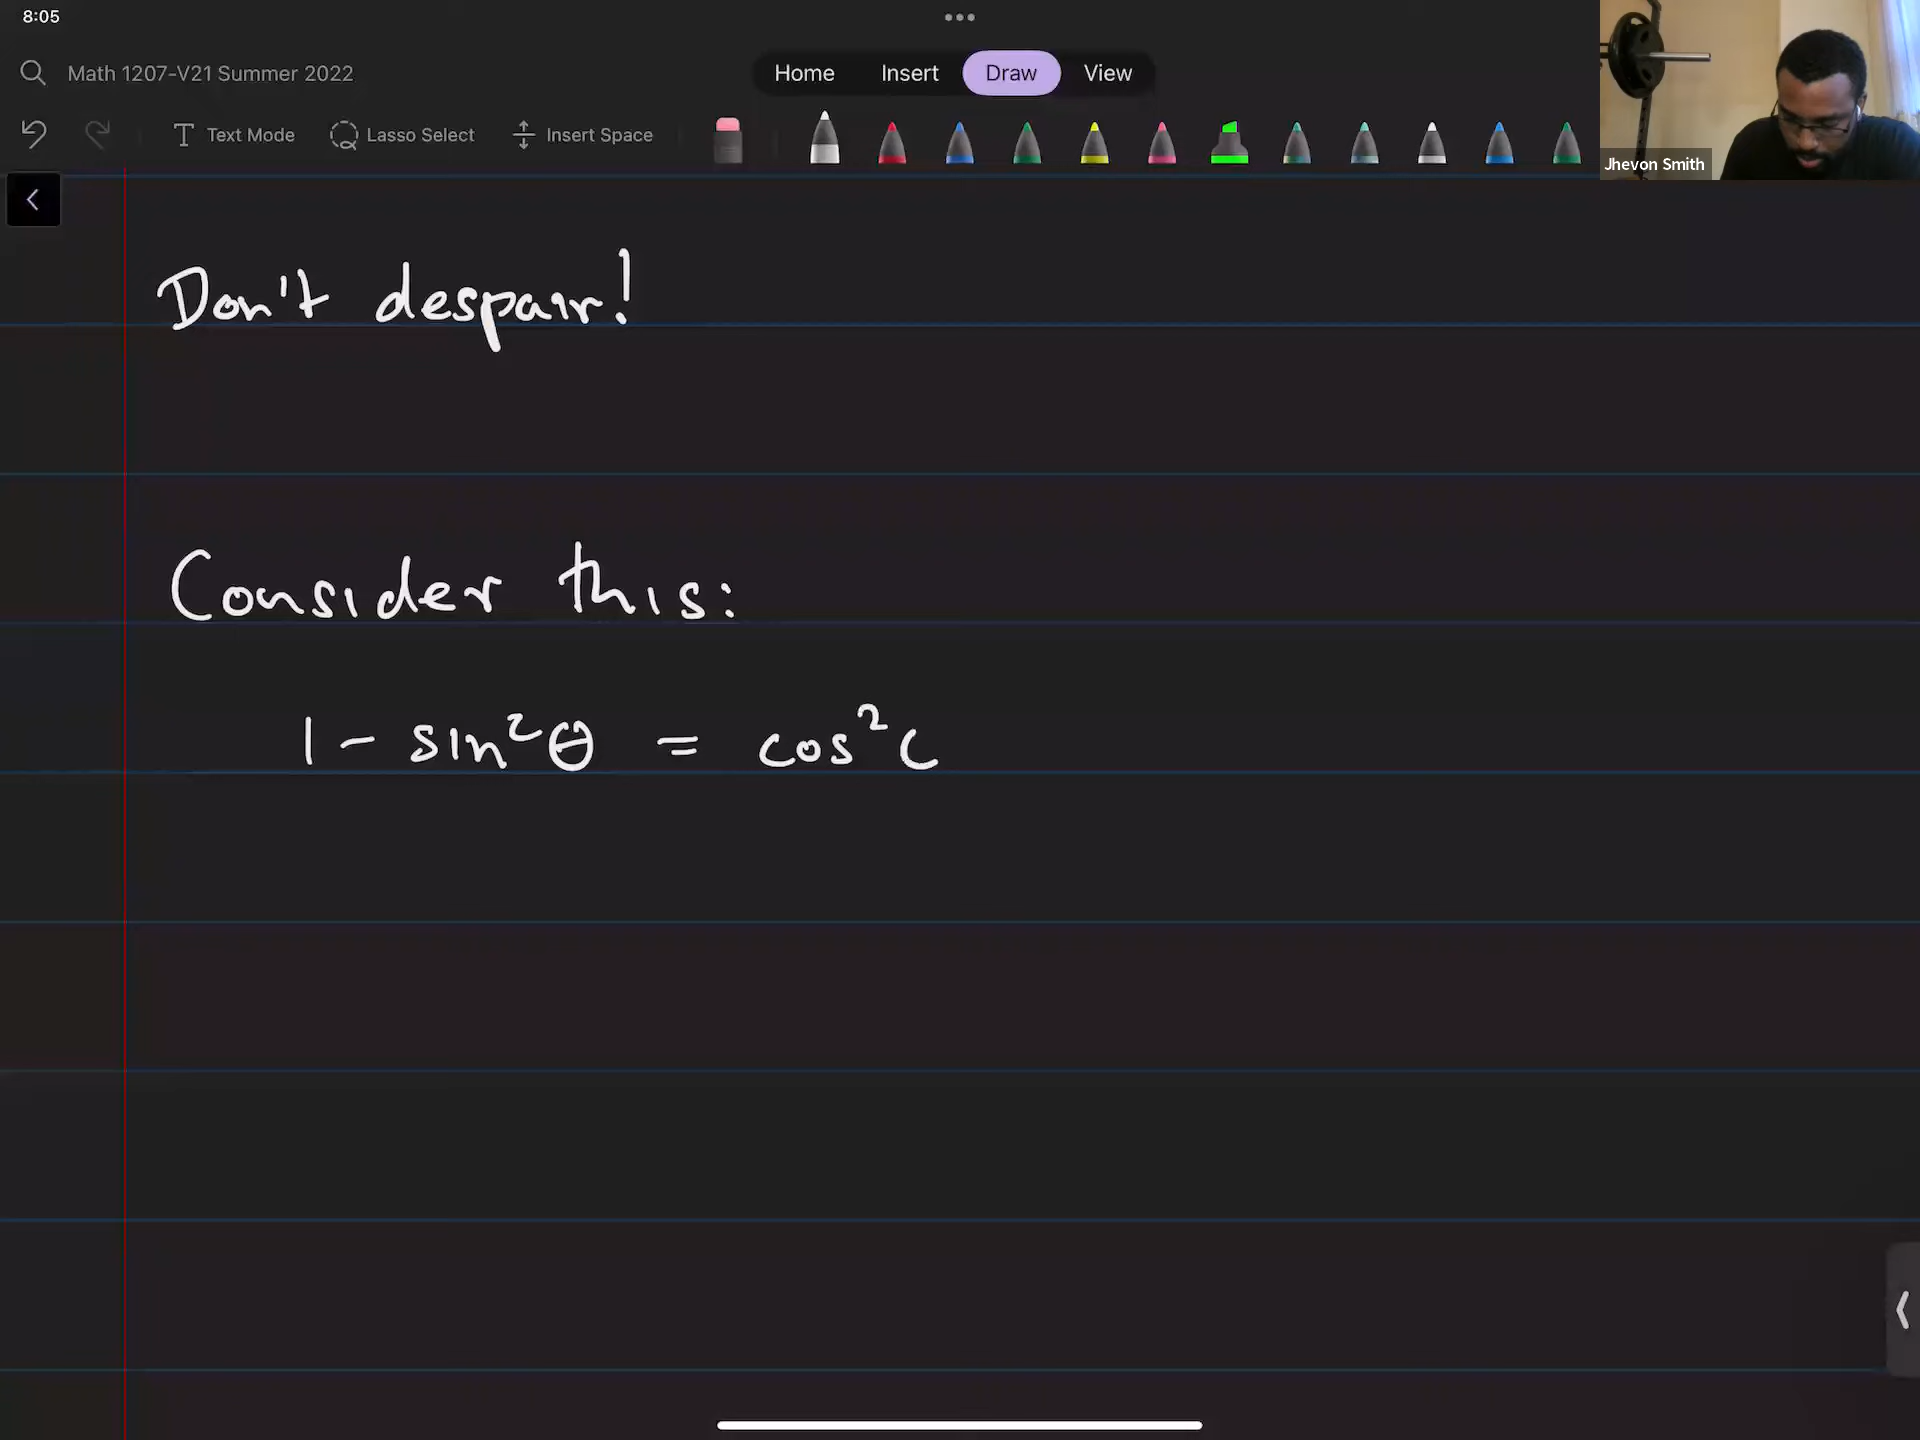 8:05
Math 1207-V21 Summer 2022
Home Insert Draw View
Text Mode Lasso Select Insert Space
Jhevon Smith
Don't despair!
Consider this:
1 - sin²θ = cos²c